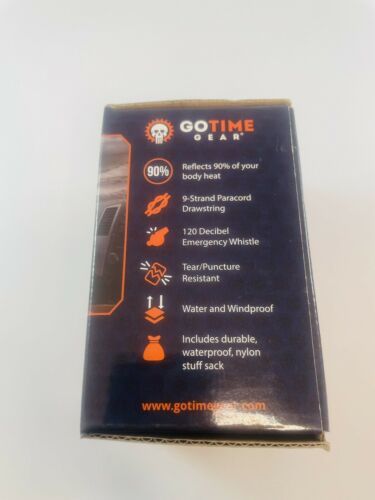 GOTIME
GEAR®
90%
Reflects 90% of your
body heat
9-Strand Paracord
Drawstring
120 Decibel
Emergency Whistle
Tear/Puncture
Resistant
Water and Windproof
Includes durable,
waterproof, nylon
stuff sack
www.gotimegear.com